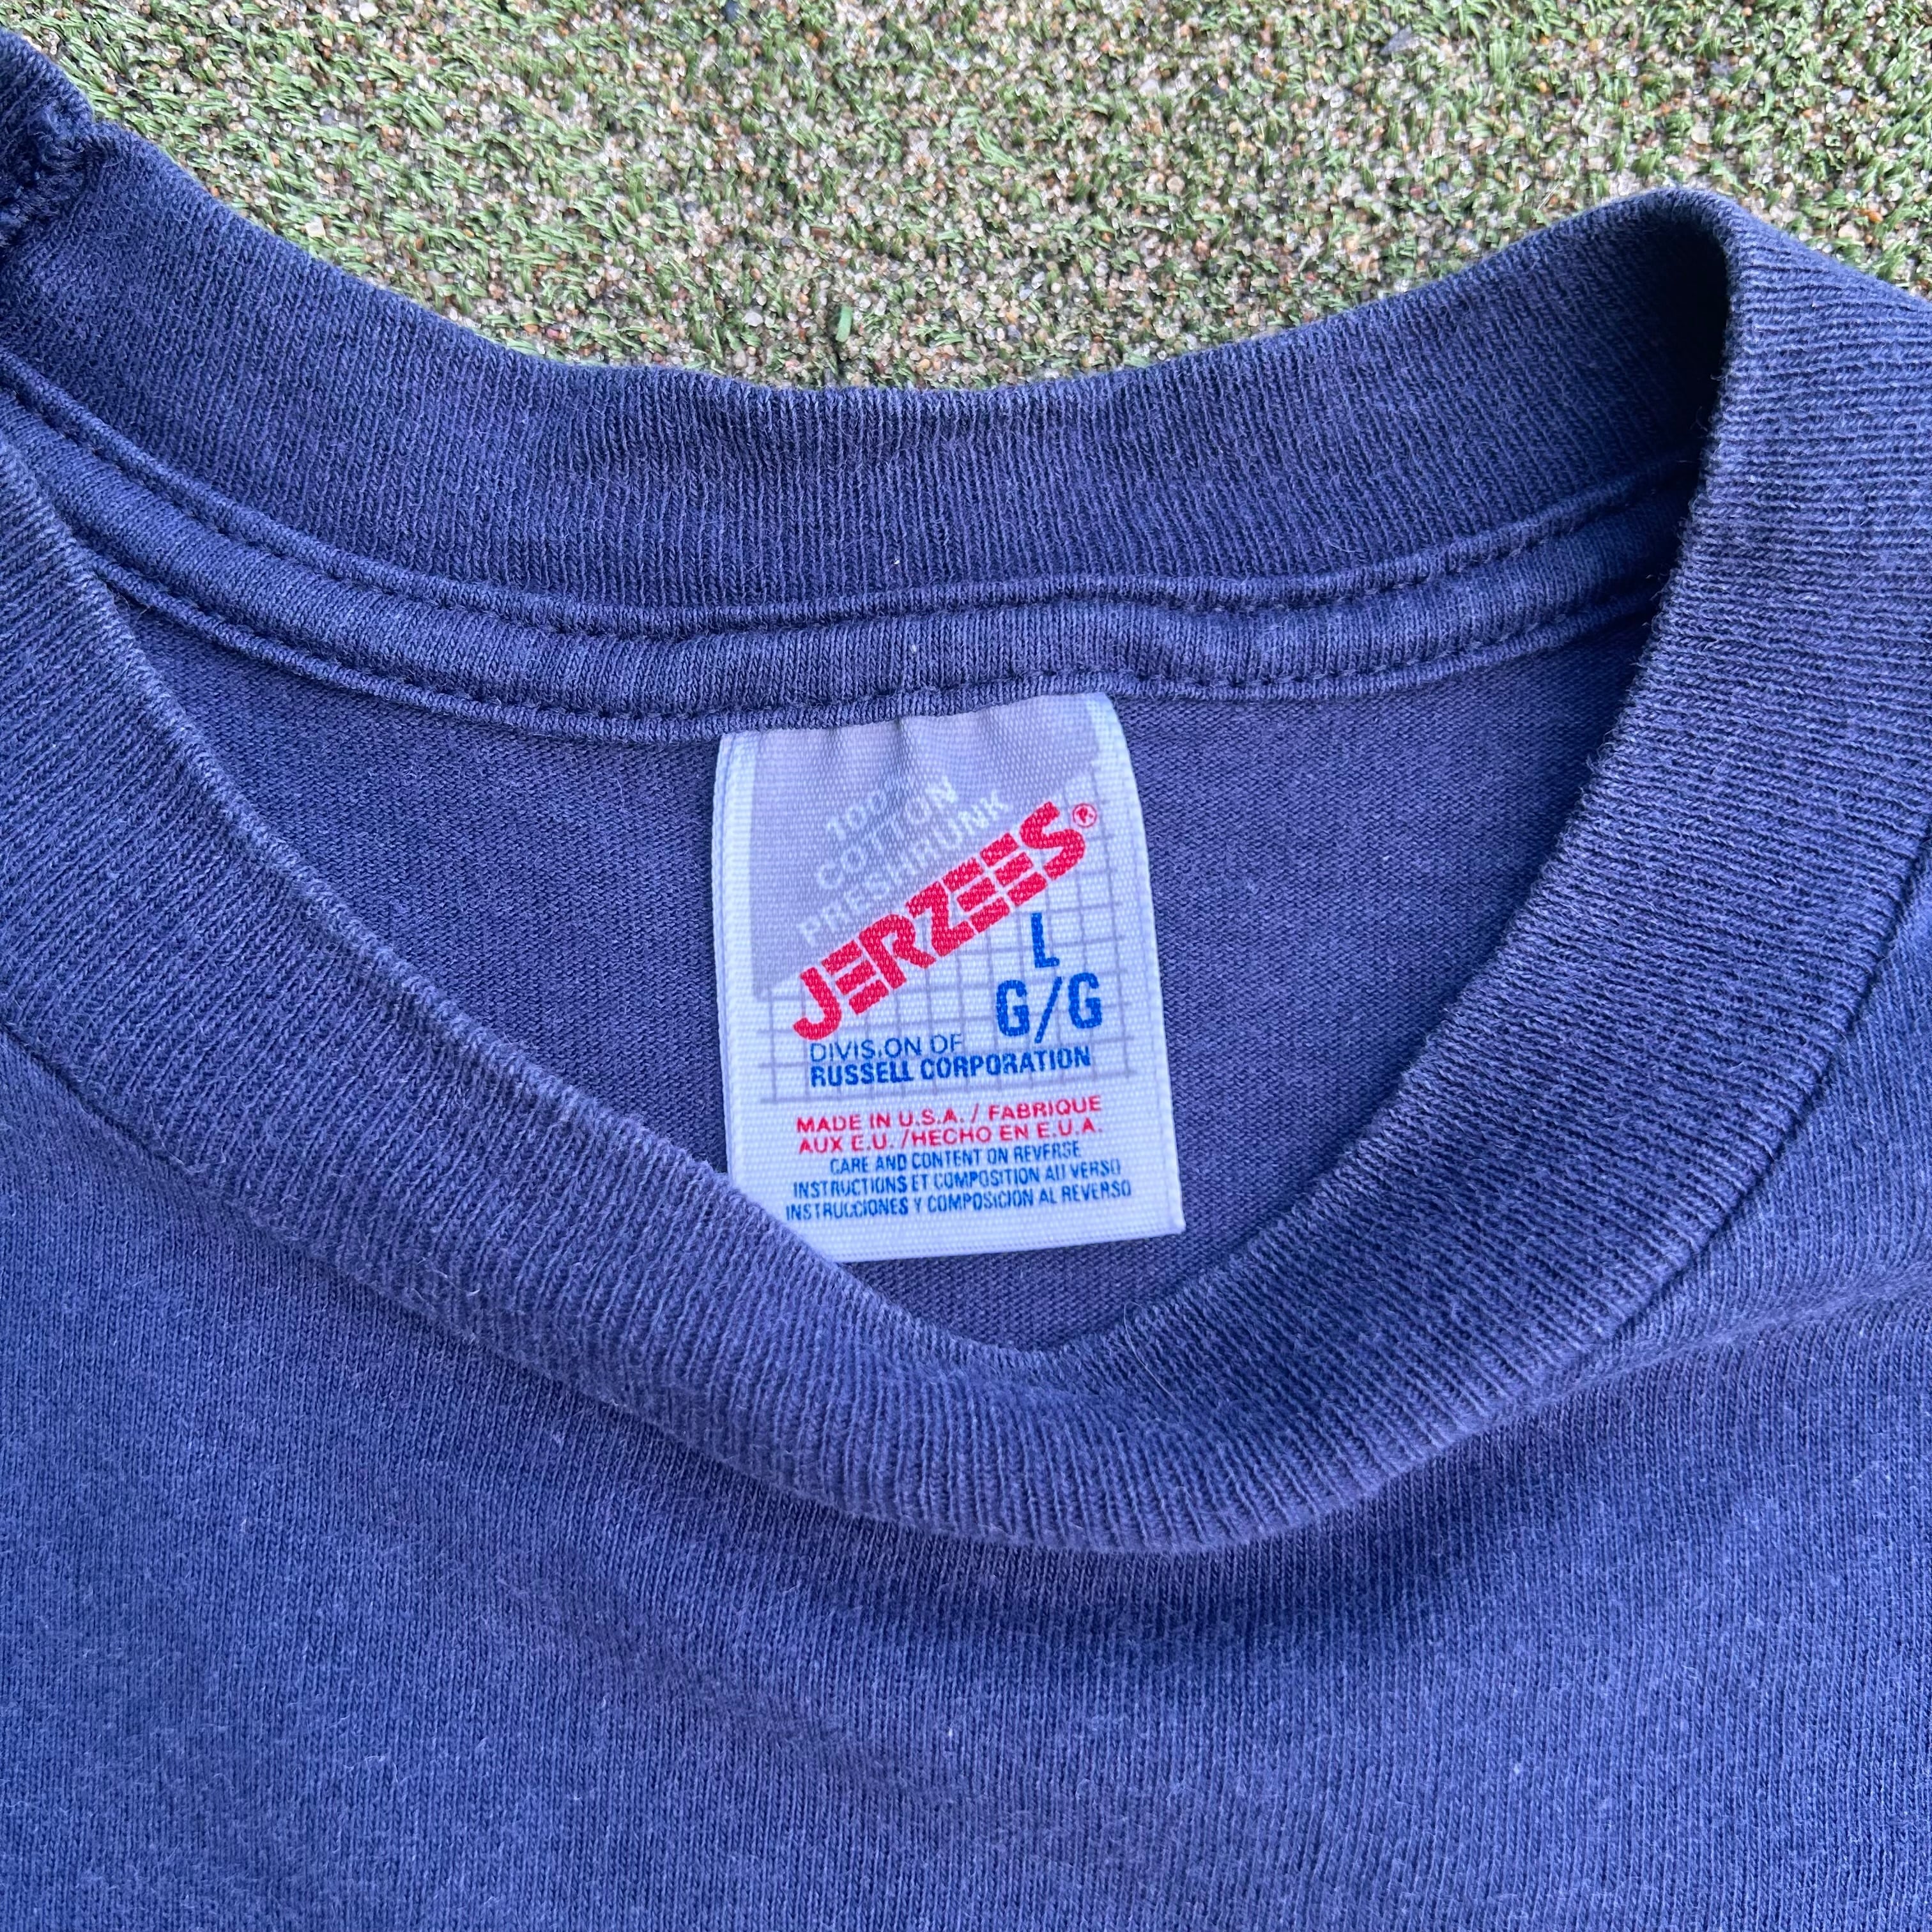 100%
COTTON
PRESHRUNK
JERZEES®
L
G/G
DIVISION OF
RUSSELL CORPORATION
MADE IN U.S.A. / FABRIQUE
AUX E.U. /HECHO EN E.U.A.
CARE AND CONTENT ON REVERSE
INSTRUCTIONS ET COMPOSITION AU VERSO
INSTRUCCIONES Y COMPOSICION AL REVERSO